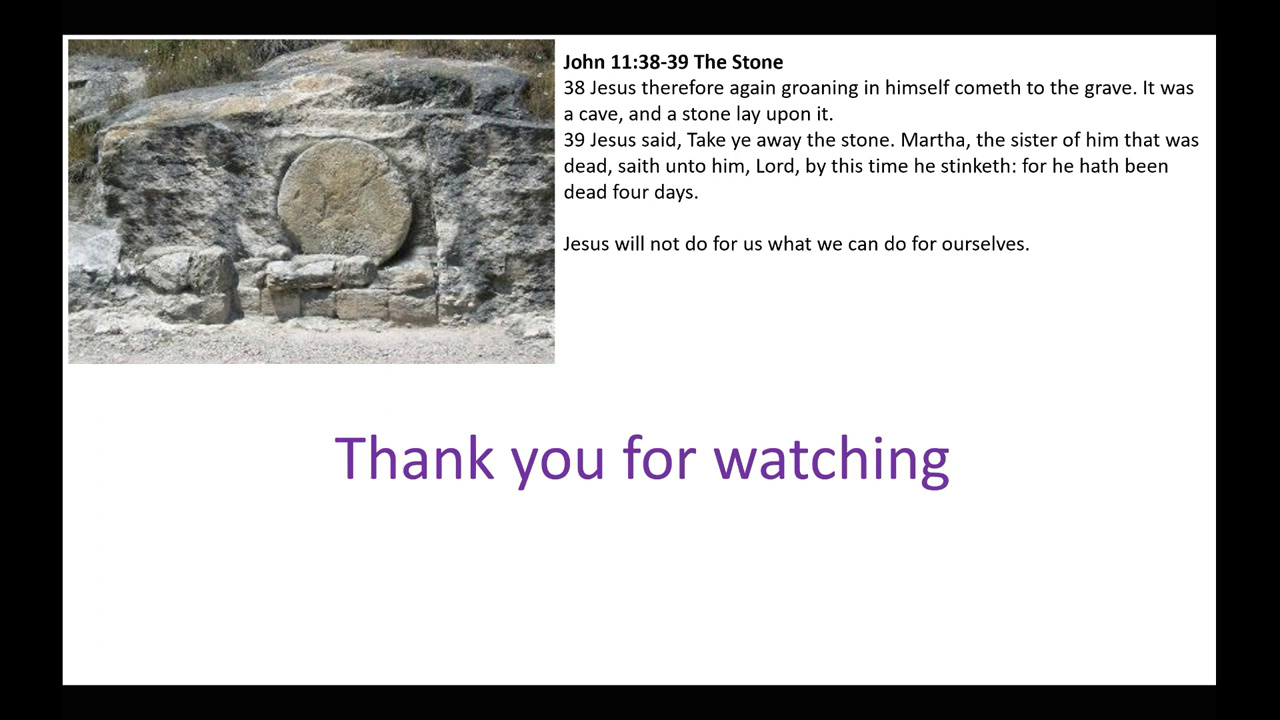 John 11:38-39 The Stone
38 Jesus therefore again groaning in himself cometh to the grave. It was
a cave, and a stone lay upon it.
39 Jesus said, Take ye away the stone. Martha, the sister of him that was
dead, saith unto him, Lord, by this time he stinketh: for he hath been
dead four days.
Jesus will not do for us what we can do for ourselves.
Thank you for watching